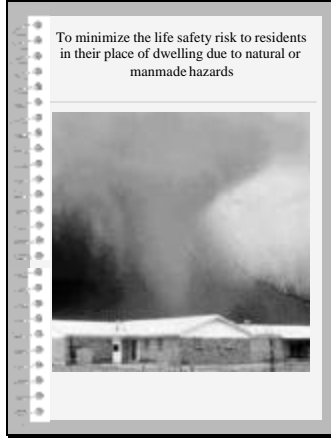 To minimize the life safety risk to residents
in their place of dwelling due to natural or
manmade hazards